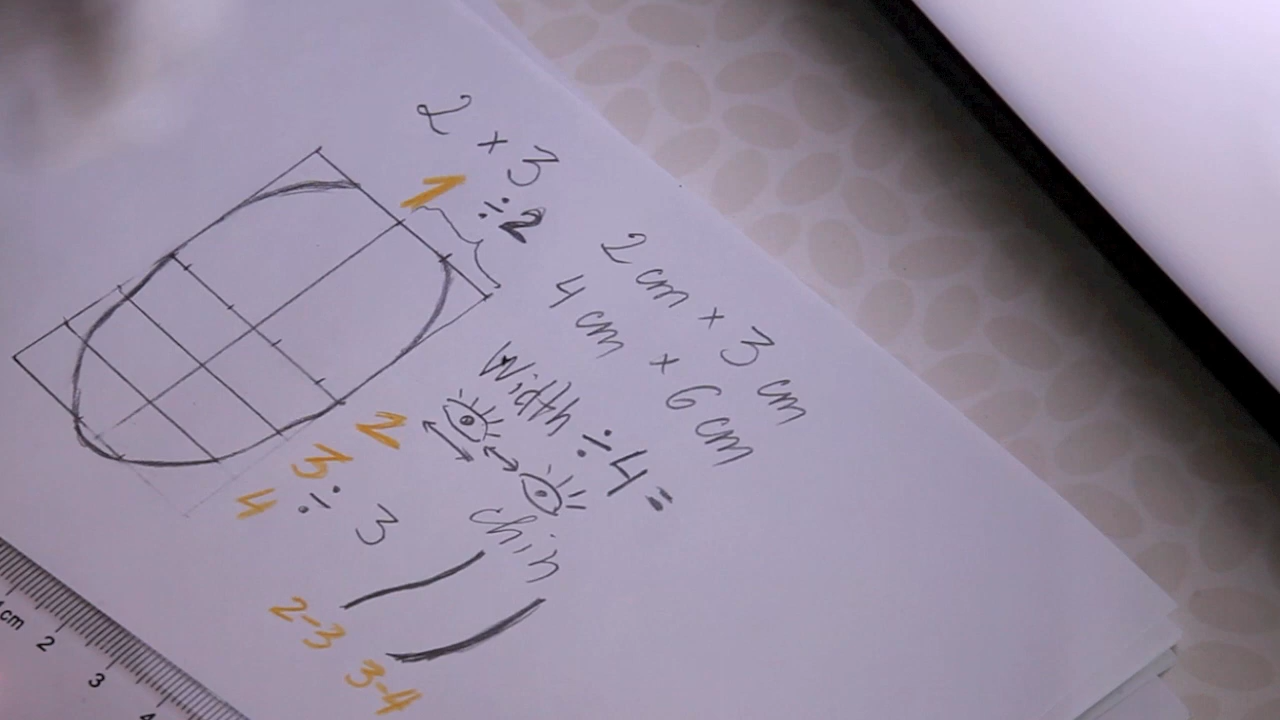 2 × 3
1 ÷2
2 cm × 3 cm
4 cm × 6 cm
Width ÷ 4 =
2
3
4 ÷ 3
chin
2-3
3-4
cm 2 3 4